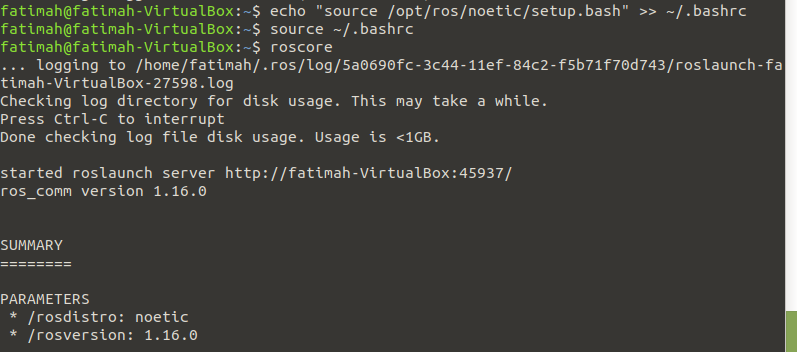 fatimah@fatimah-VirtualBox:~$ echo "source /opt/ros/noetic/setup.bash" >> ~/.bashrc
fatimah@fatimah-VirtualBox:~$ source ~/.bashrc
fatimah@fatimah-VirtualBox:~$ roscore
... logging to /home/fatimah/.ros/log/5a0690fc-3c44-11ef-84c2-f5b71f70d743/roslaunch-fa
timah-VirtualBox-27598.log
Checking log directory for disk usage. This may take a while.
Press Ctrl-C to interrupt
Done checking log file disk usage. Usage is <1GB.

started roslaunch server http://fatimah-VirtualBox:45937/
ros_comm version 1.16.0

SUMMARY
========

PARAMETERS
 * /rosdistro: noetic
 * /rosversion: 1.16.0